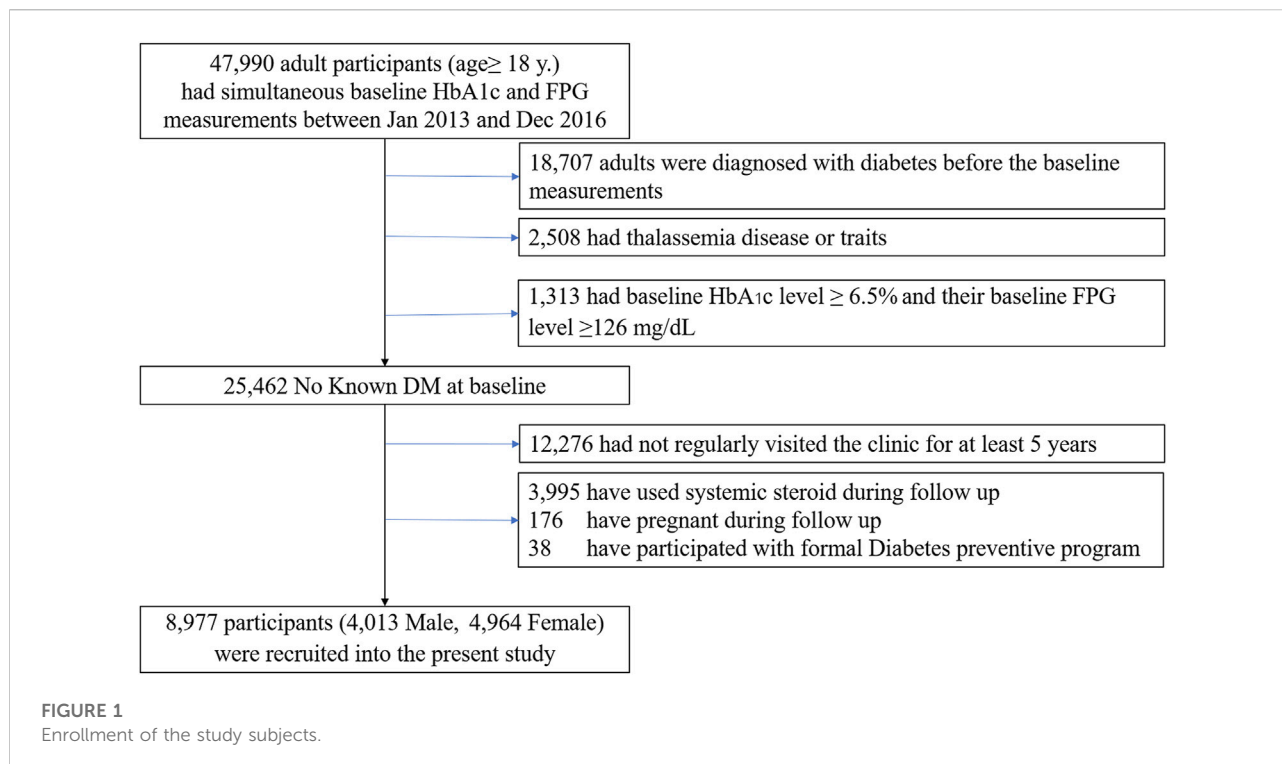 47,990 adult participants (age≥ 18 y.)
had simultaneous baseline HbA1c and FPG
measurements between Jan 2013 and Dec 2016
18,707 adults were diagnosed with diabetes before the baseline
measurements
2,508 had thalassemia disease or traits
1,313 had baseline HbA1c level ≥ 6.5% and their baseline FPG
level ≥126 mg/dL
25,462 No Known DM at baseline
12,276 had not regularly visited the clinic for at least 5 years
3,995 have used systemic steroid during follow up
176 have pregnant during follow up
38 have participated with formal Diabetes preventive program
8,977 participants (4,013 Male, 4,964 Female)
were recruited into the present study
FIGURE 1
Enrollment of the study subjects.